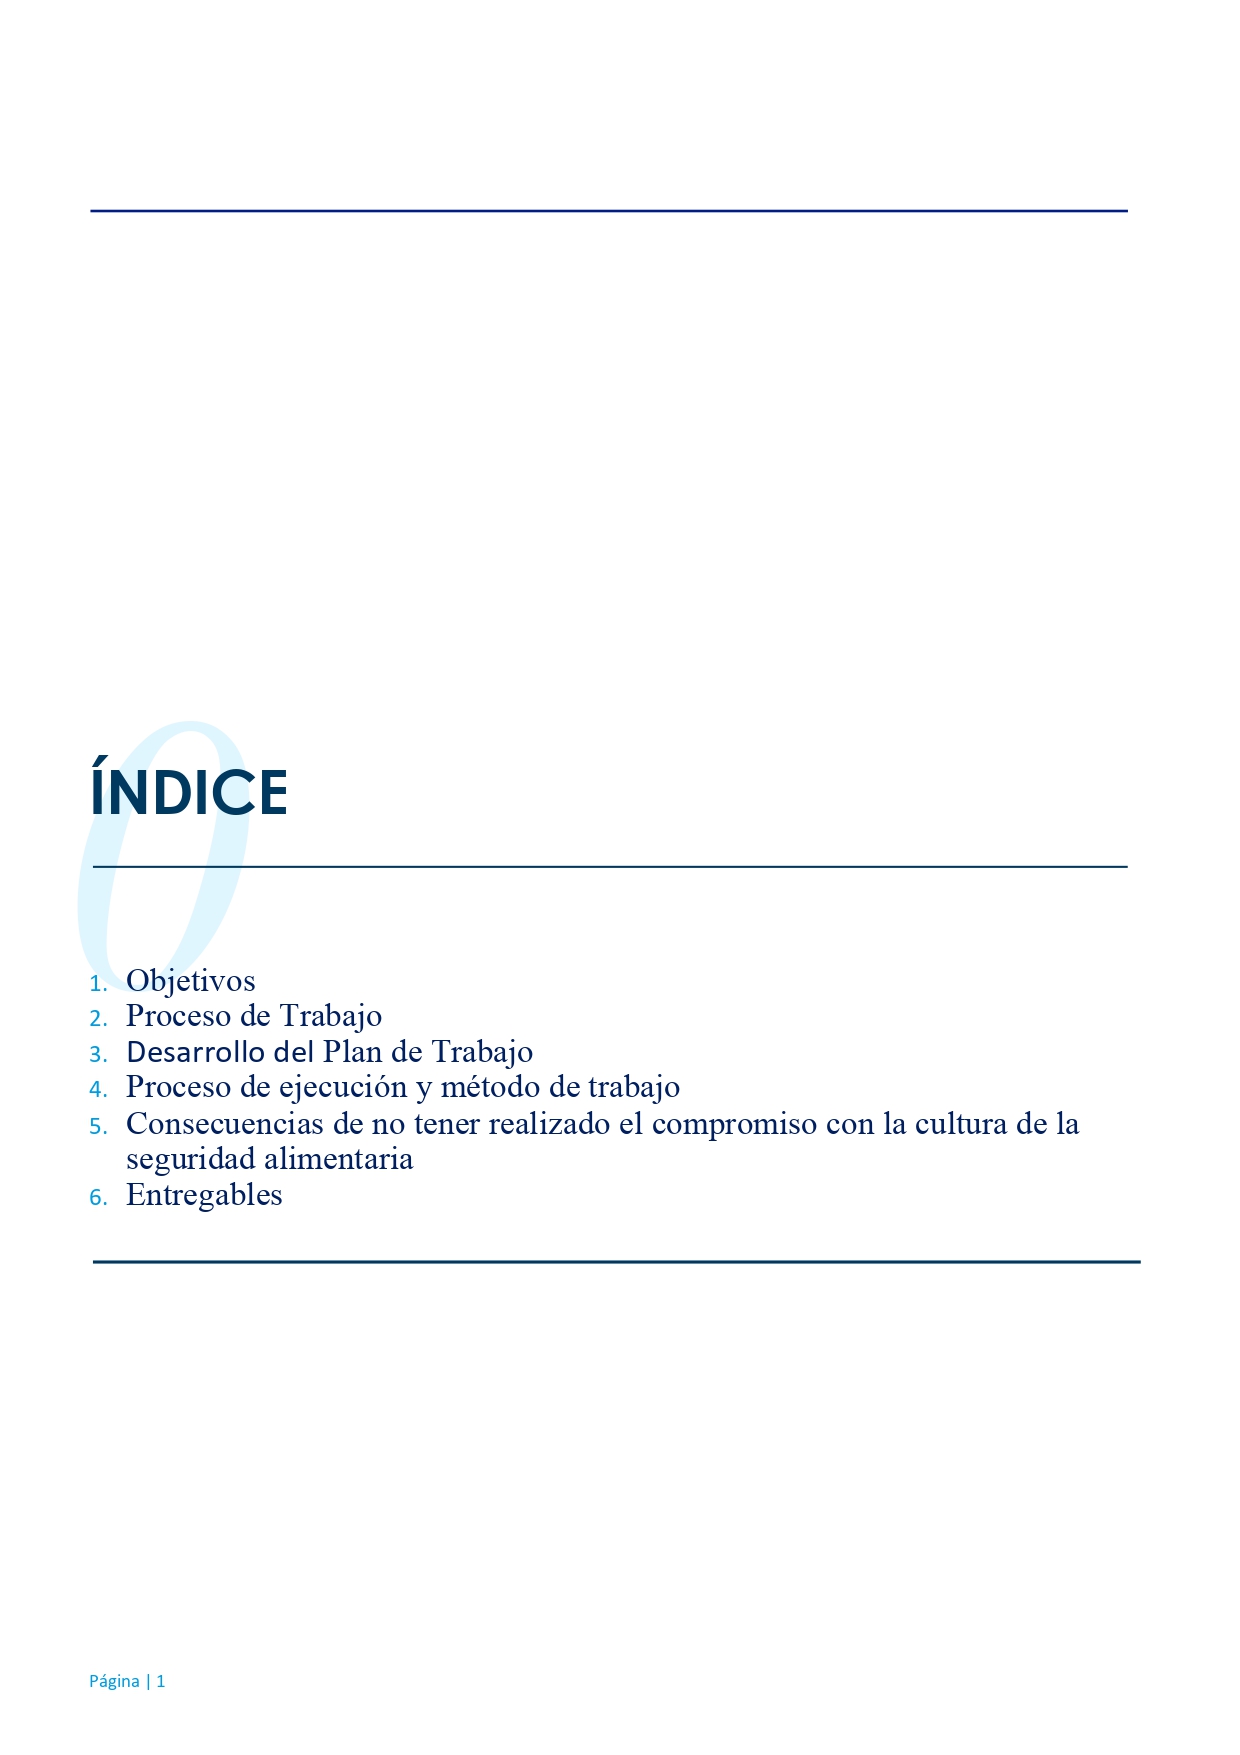 0
ÍNDICE
1. Objetivos
2. Proceso de Trabajo
3. Desarrollo del Plan de Trabajo
4. Proceso de ejecución y método de trabajo
5. Consecuencias de no tener realizado el compromiso con la cultura de la
seguridad alimentaria
6. Entregables
Página | 1